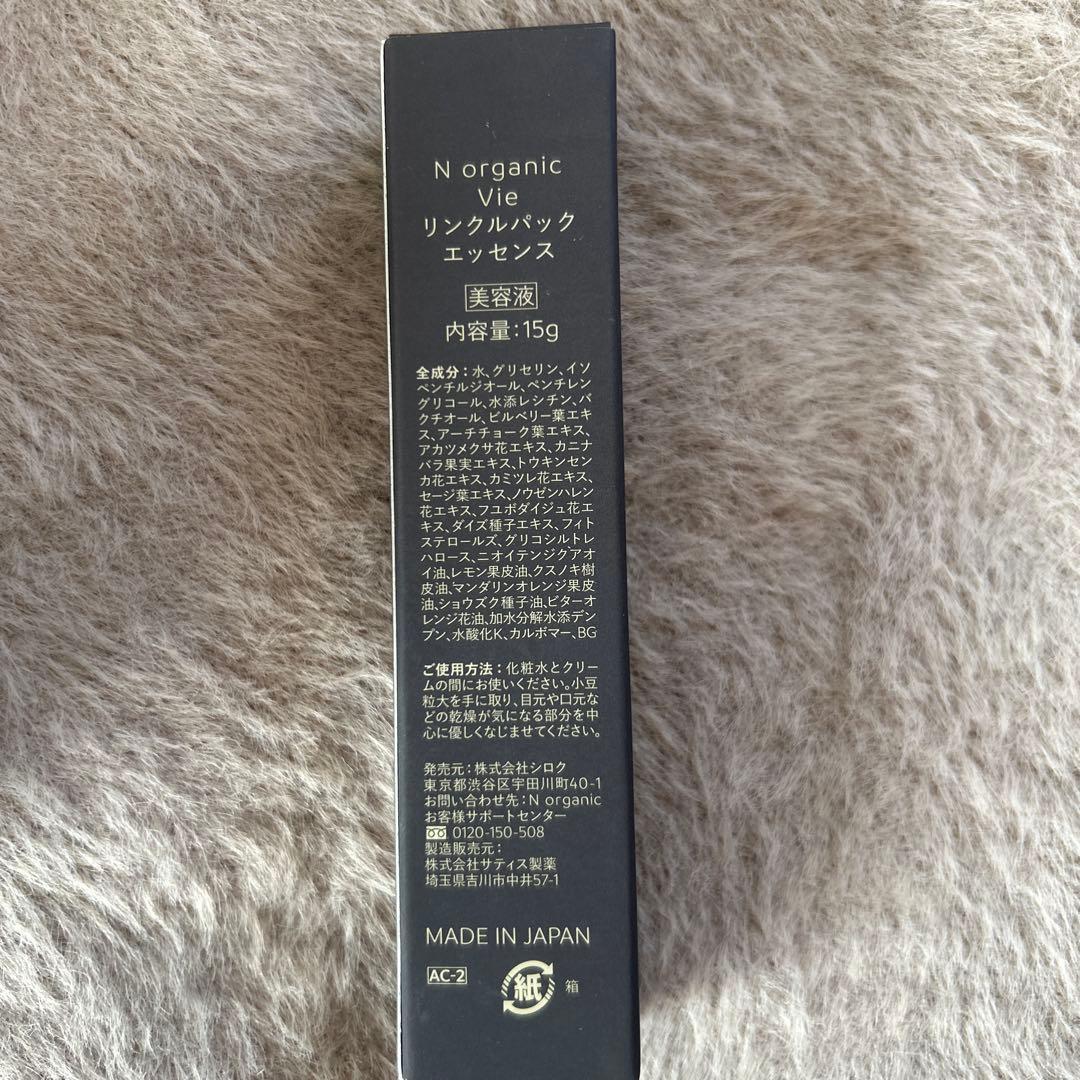 N organic
Vie
リンクルパック
エッセンス
美容液
内容量：15g
全成分：水、グリセリン、イソ
ペンチルジオール、ペンチレン
グリコール、水添レシチン、バ
クチオール、ビルベリー葉エキ
ス、アーチチョーク葉エキス、
アカツメクサ花エキス、カニナ
バラ果実エキス、トウキンセン
カ花エキス、カミツレ花エキス、
セージ葉エキス、ノウゼンハレン
花エキス、フユボダイジュ花エ
キス、ダイズ種子エキス、フィト
ステロールズ、グリコシルトレ
ハロース、ニオイテンジクアオ
イ油、レモン果皮油、クスノキ樹
皮油、マンダリンオレンジ果皮
油、ショウズク種子油、ビターオ
レンジ花油、加水分解水添デン
プン、水酸化K、カルボマー、BG
ご使用方法：化粧水とクリー
ムの間にお使いください。小豆
粒大を手に取り、目元や口元な
どの乾燥が気になる部分を中
心に優しくなじませてください。
発売元：株式会社シロク
東京都渋谷区宇田川町40-1
お問い合わせ先：N organic
お客様サポートセンター
0120-150-508
製造販売元：
株式会社サティス製薬
埼玉県吉川市中井57-1
MADE IN JAPAN
AC-2
紙 箱